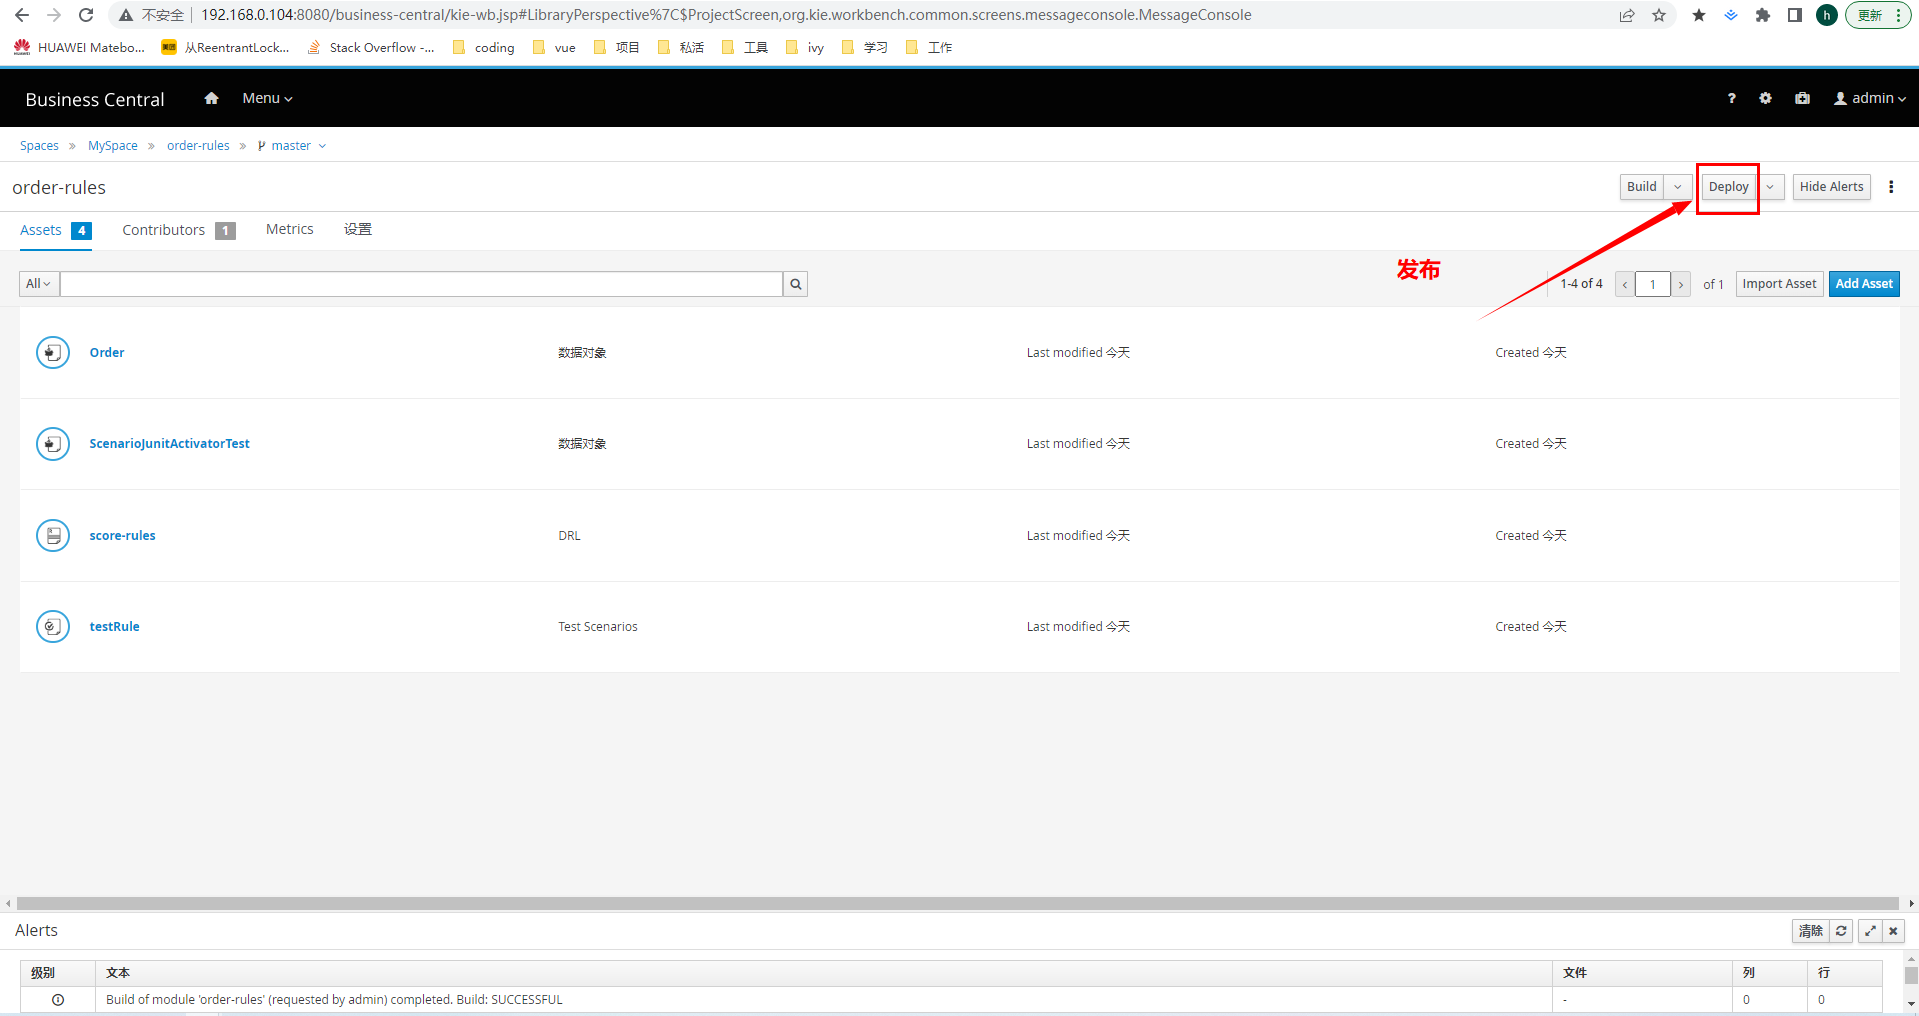 不安全 192.168.0.104:8080/business-central/kie-wb.jsp#LibraryPerspective%7C$ProjectScreen,org.kie.workbench.common.screens.messageconsole.MessageConsole h 更新
HUAWEI Matebo... 美团 从ReentrantLock... Stack Overflow -... coding vue 项目 私活 工具 ivy 学习 工作
Business Central Menu ? admin
Spaces » MySpace » order-rules » master
order-rules Build Deploy Hide Alerts
Assets 4 Contributors 1 Metrics 设置
发布
All 1-4 of 4 < 1 > of 1 Import Asset Add Asset
Order 数据对象 Last modified 今天 Created 今天
ScenarioJunitActivatorTest 数据对象 Last modified 今天 Created 今天
score-rules DRL Last modified 今天 Created 今天
testRule Test Scenarios Last modified 今天 Created 今天
Alerts 清除
级别 文本 文件 列 行
Build of module 'order-rules' (requested by admin) completed. Build: SUCCESSFUL - 0 0